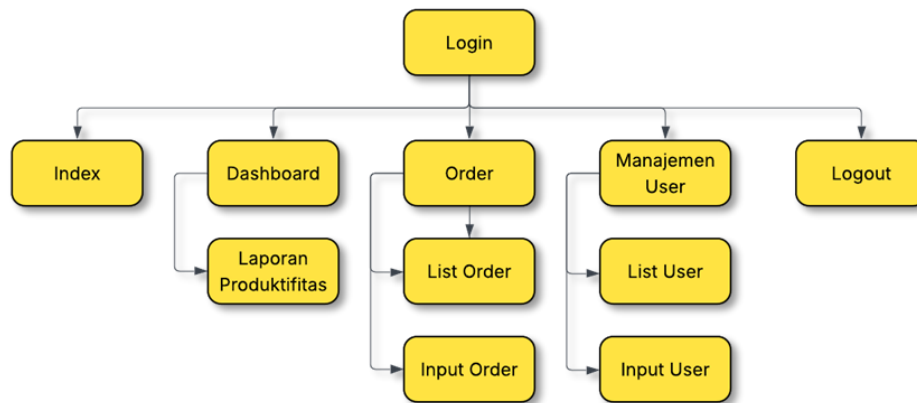 Login
Index
Dashboard
Order
Manajemen
User
Logout
Laporan
Produktifitas
List Order
List User
Input Order
Input User